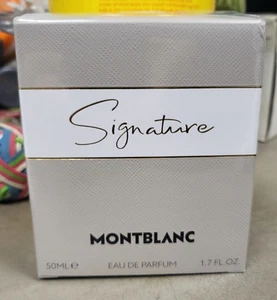 Signature
MONTBLANC
50ML℮ EAU DE PARFUM 1.7 FL.OZ.